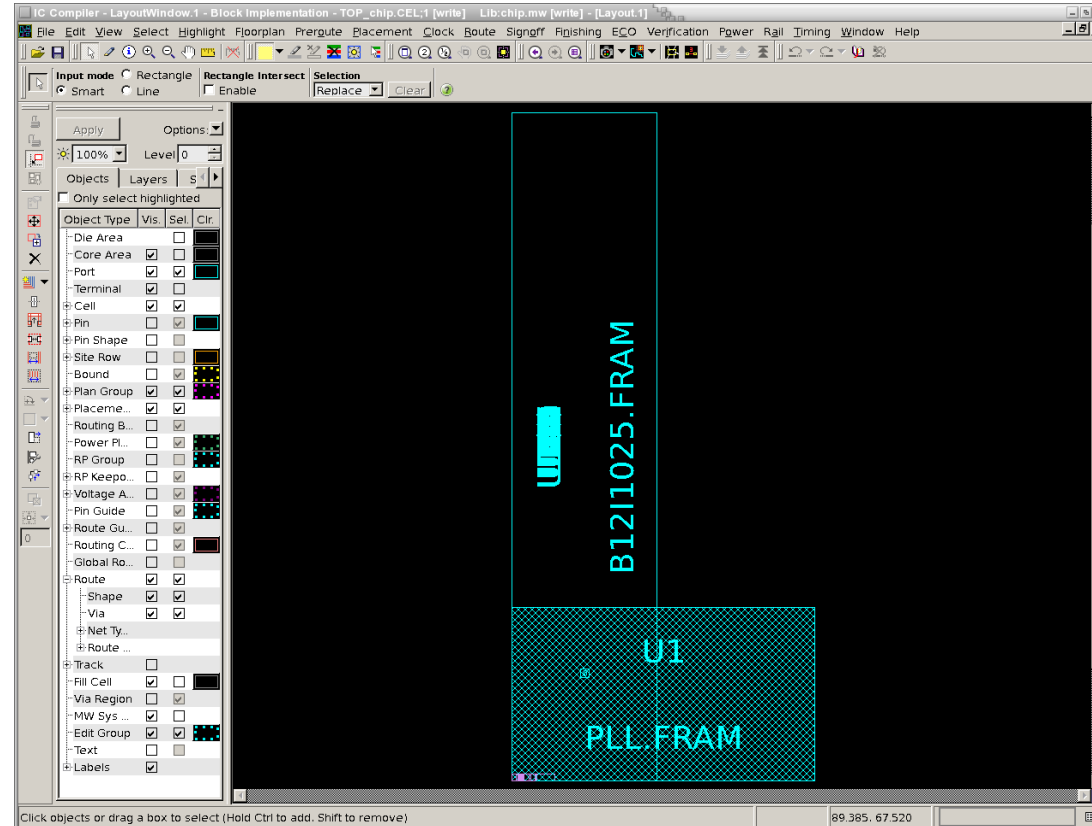 IC Compiler - LayoutWindow.1 - Block Implementation - TOP_chip.CEL;1 [write]   Lib:chip.mw [write] - [Layout.1]
File Edit View Select Highlight Floorplan Preroute Placement Clock Route Signoff Finishing ECO Verification Power Rail Timing Window Help
Input mode Rectangle Rectangle Intersect Selection
Smart Line Enable Replace Clear
Apply Options:
100% Level 0
Objects Layers S
Only select highlighted
Object Type Vis. Sel. Clr.
Die Area
Core Area
Port
Terminal
Cell
Pin
Pin Shape
Site Row
Bound
Plan Group
Placeme...
Routing B...
Power Pl...
RP Group
RP Keepo...
Voltage A...
Pin Guide
Route Gu...
Routing C...
Global Ro...
Route
Shape
Via
Net Ty...
Route ...
Track
Fill Cell
Via Region
MW Sys ...
Edit Group
Text
Labels
0
B12I1025.FRAM
U1
PLL.FRAM
Click objects or drag a box to select (Hold Ctrl to add. Shift to remove)
89.385, 67.520